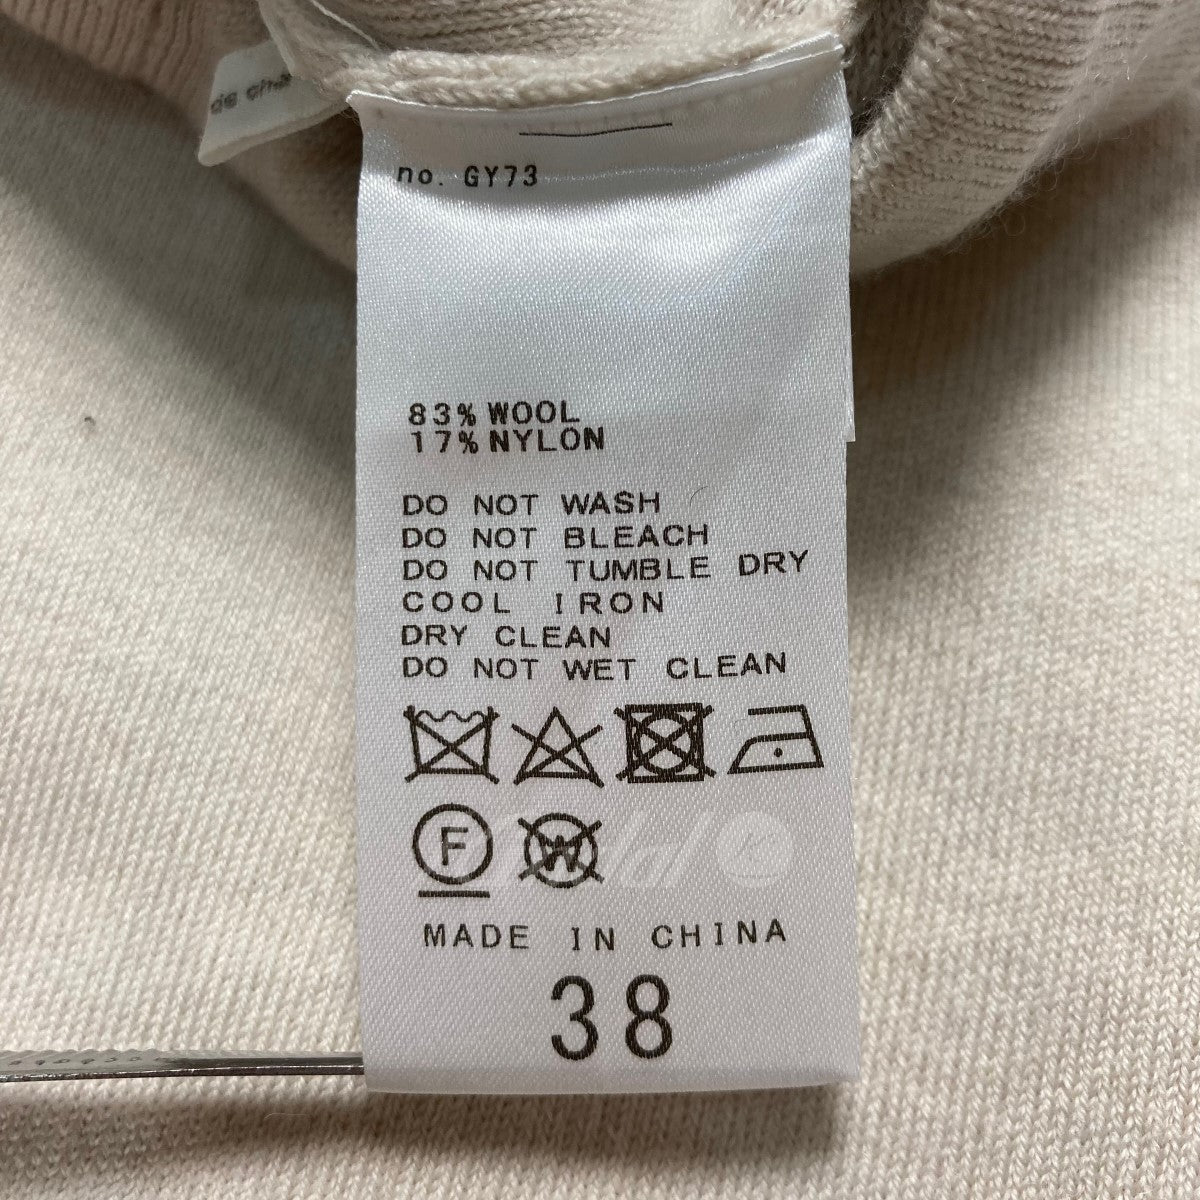 no. GY73
83% WOOL
17% NYLON
DO NOT WASH
DO NOT BLEACH
DO NOT TUMBLE DRY
COOL IRON
DRY CLEAN
DO NOT WET CLEAN
F W
MADE IN CHINA
38